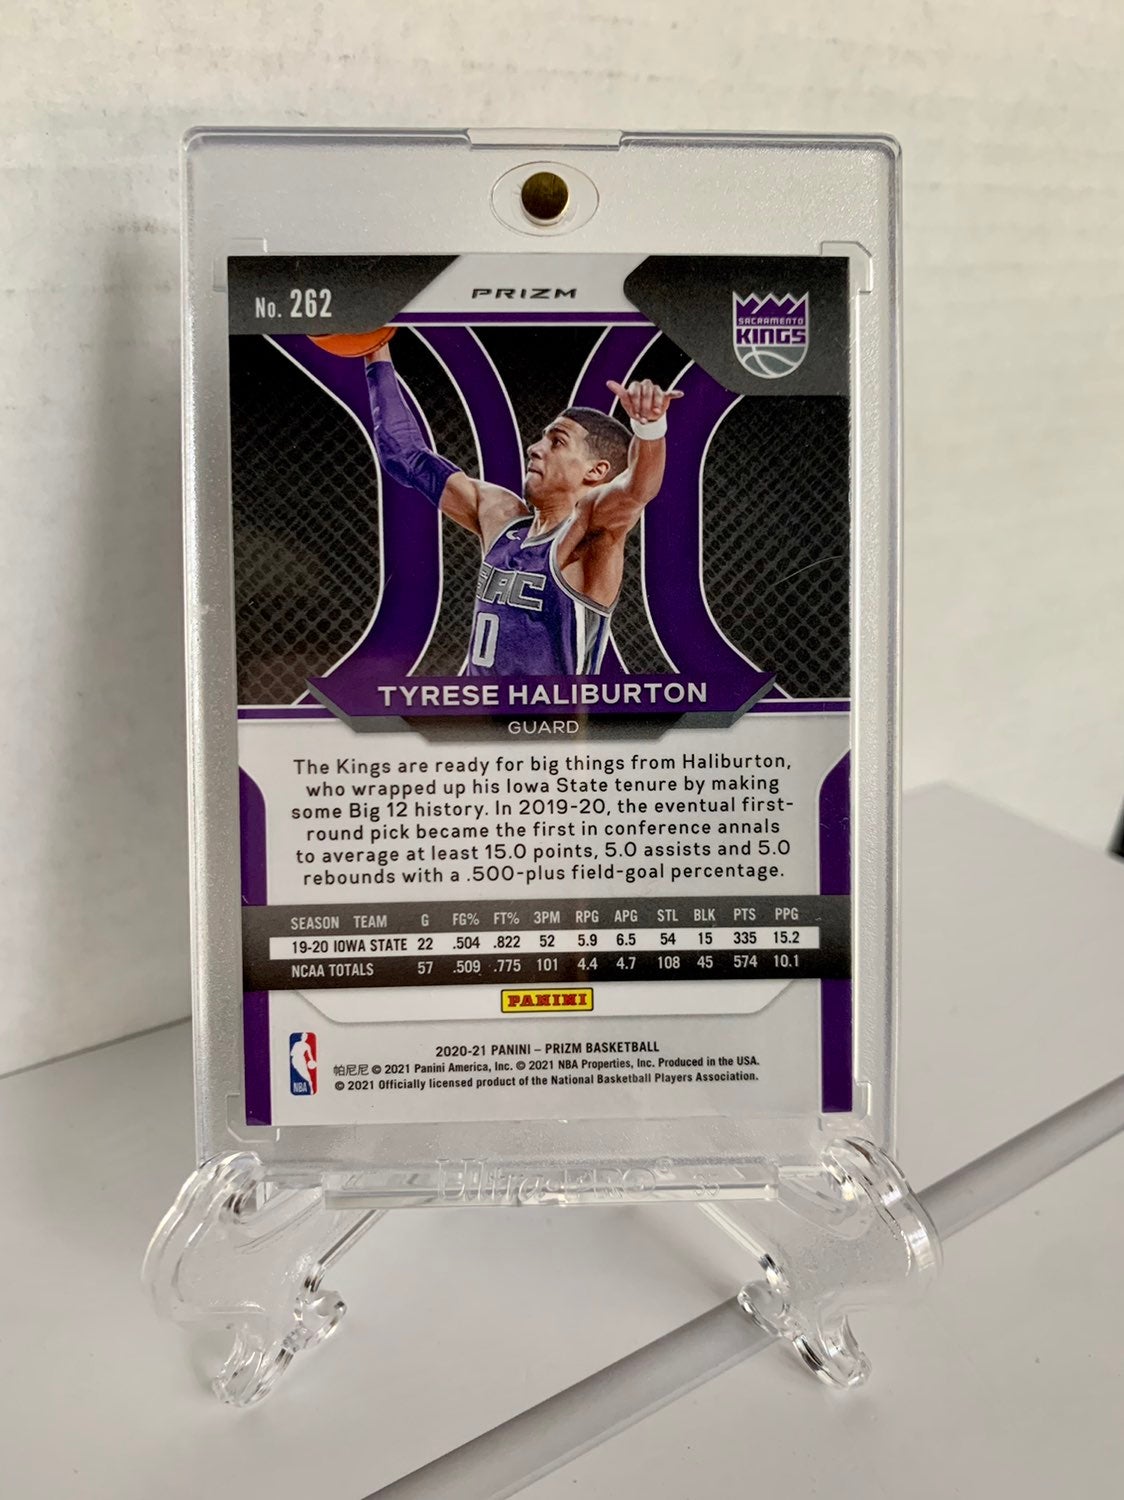 No. 262
PRIZM
SACRAMENTO
KINGS
SAC
0
TYRESE HALIBURTON
GUARD
The Kings are ready for big things from Haliburton,
who wrapped up his Iowa State tenure by making
some Big 12 history. In 2019-20, the eventual first-
round pick became the first in conference annals
to average at least 15.0 points, 5.0 assists and 5.0
rebounds with a .500-plus field-goal percentage.
SEASON TEAM G FG% FT% 3PM RPG APG STL BLK PTS PPG
19-20 IOWA STATE 22 .504 .822 52 5.9 6.5 54 15 335 15.2
NCAA TOTALS 57 .509 .775 101 4.4 4.7 108 45 574 10.1
PANINI
2020-21 PANINI – PRIZM BASKETBALL
帕尼尼 © 2021 Panini America, Inc. © 2021 NBA Properties, Inc. Produced in the USA.
© 2021 Officially licensed product of the National Basketball Players Association.
NBA
Ultra PRO®